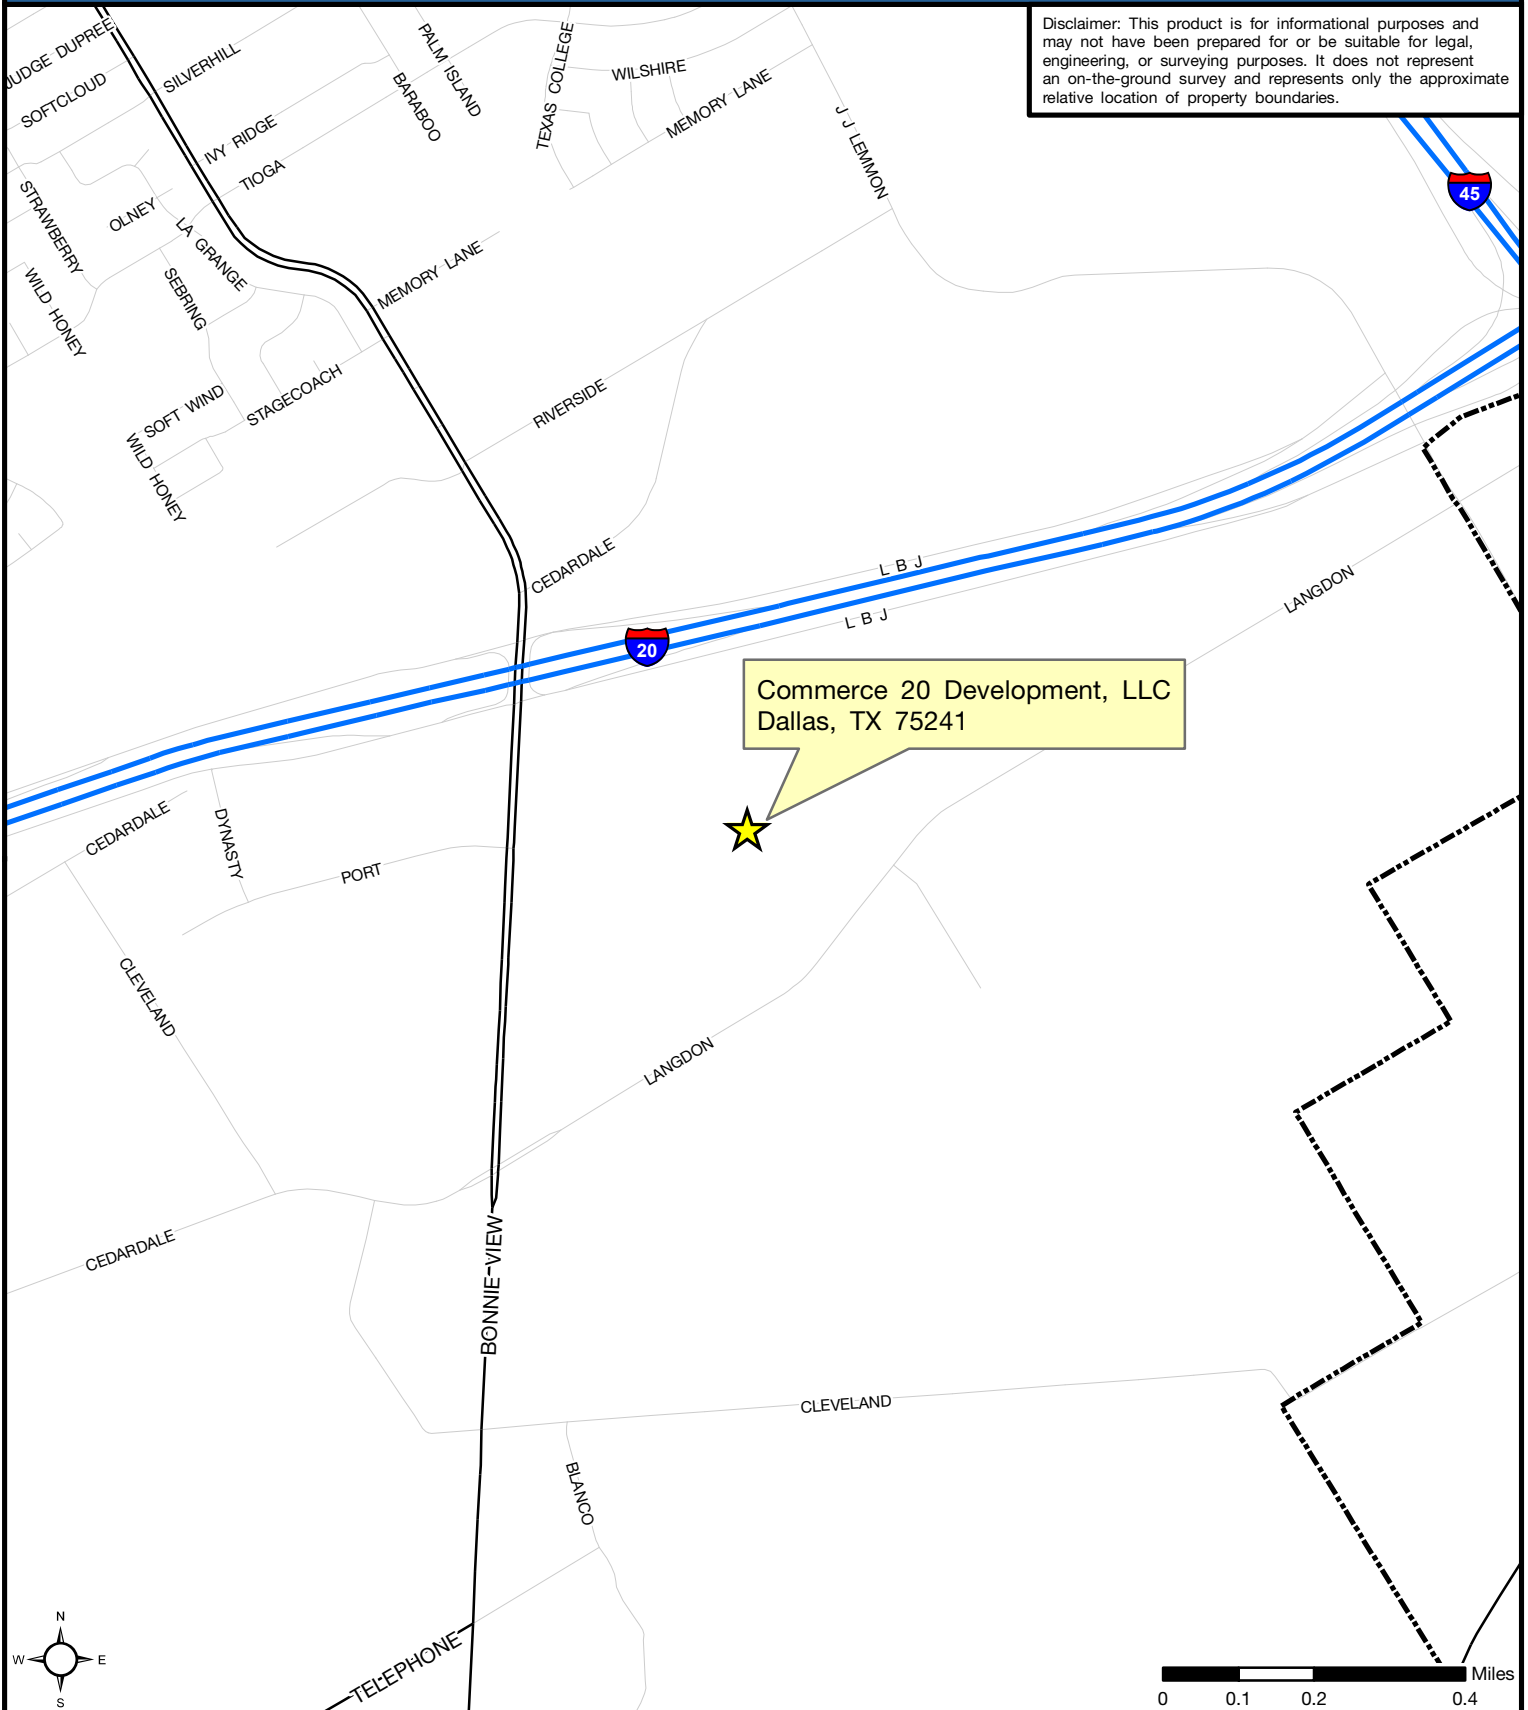 Disclaimer: This product is for informational purposes and
may not have been prepared for or be suitable for legal,
engineering, or surveying purposes. It does not represent
an on-the-ground survey and represents only the approximate
relative location of property boundaries.
JUDGE DUPREE
SOFTCLOUD
SILVERHILL
PALM ISLAND
BARABOO
TEXAS COLLEGE
WILSHIRE
MEMORY LANE
J J LEMMON
IVY RIDGE
TIOGA
45
STRAWBERRY
OLNEY
LA GRANGE
MEMORY LANE
WILD HONEY
SEBRING
SOFT WIND
STAGECOACH
RIVERSIDE
WILD HONEY
CEDARDALE
L B J
L B J
LANGDON
20
Commerce 20 Development, LLC
Dallas, TX 75241
CEDARDALE
DYNASTY
PORT
CLEVELAND
LANGDON
CEDARDALE
BONNIE VIEW
CLEVELAND
BLANCO
TELEPHONE
N
W
E
S
Miles
0
0.1
0.2
0.4